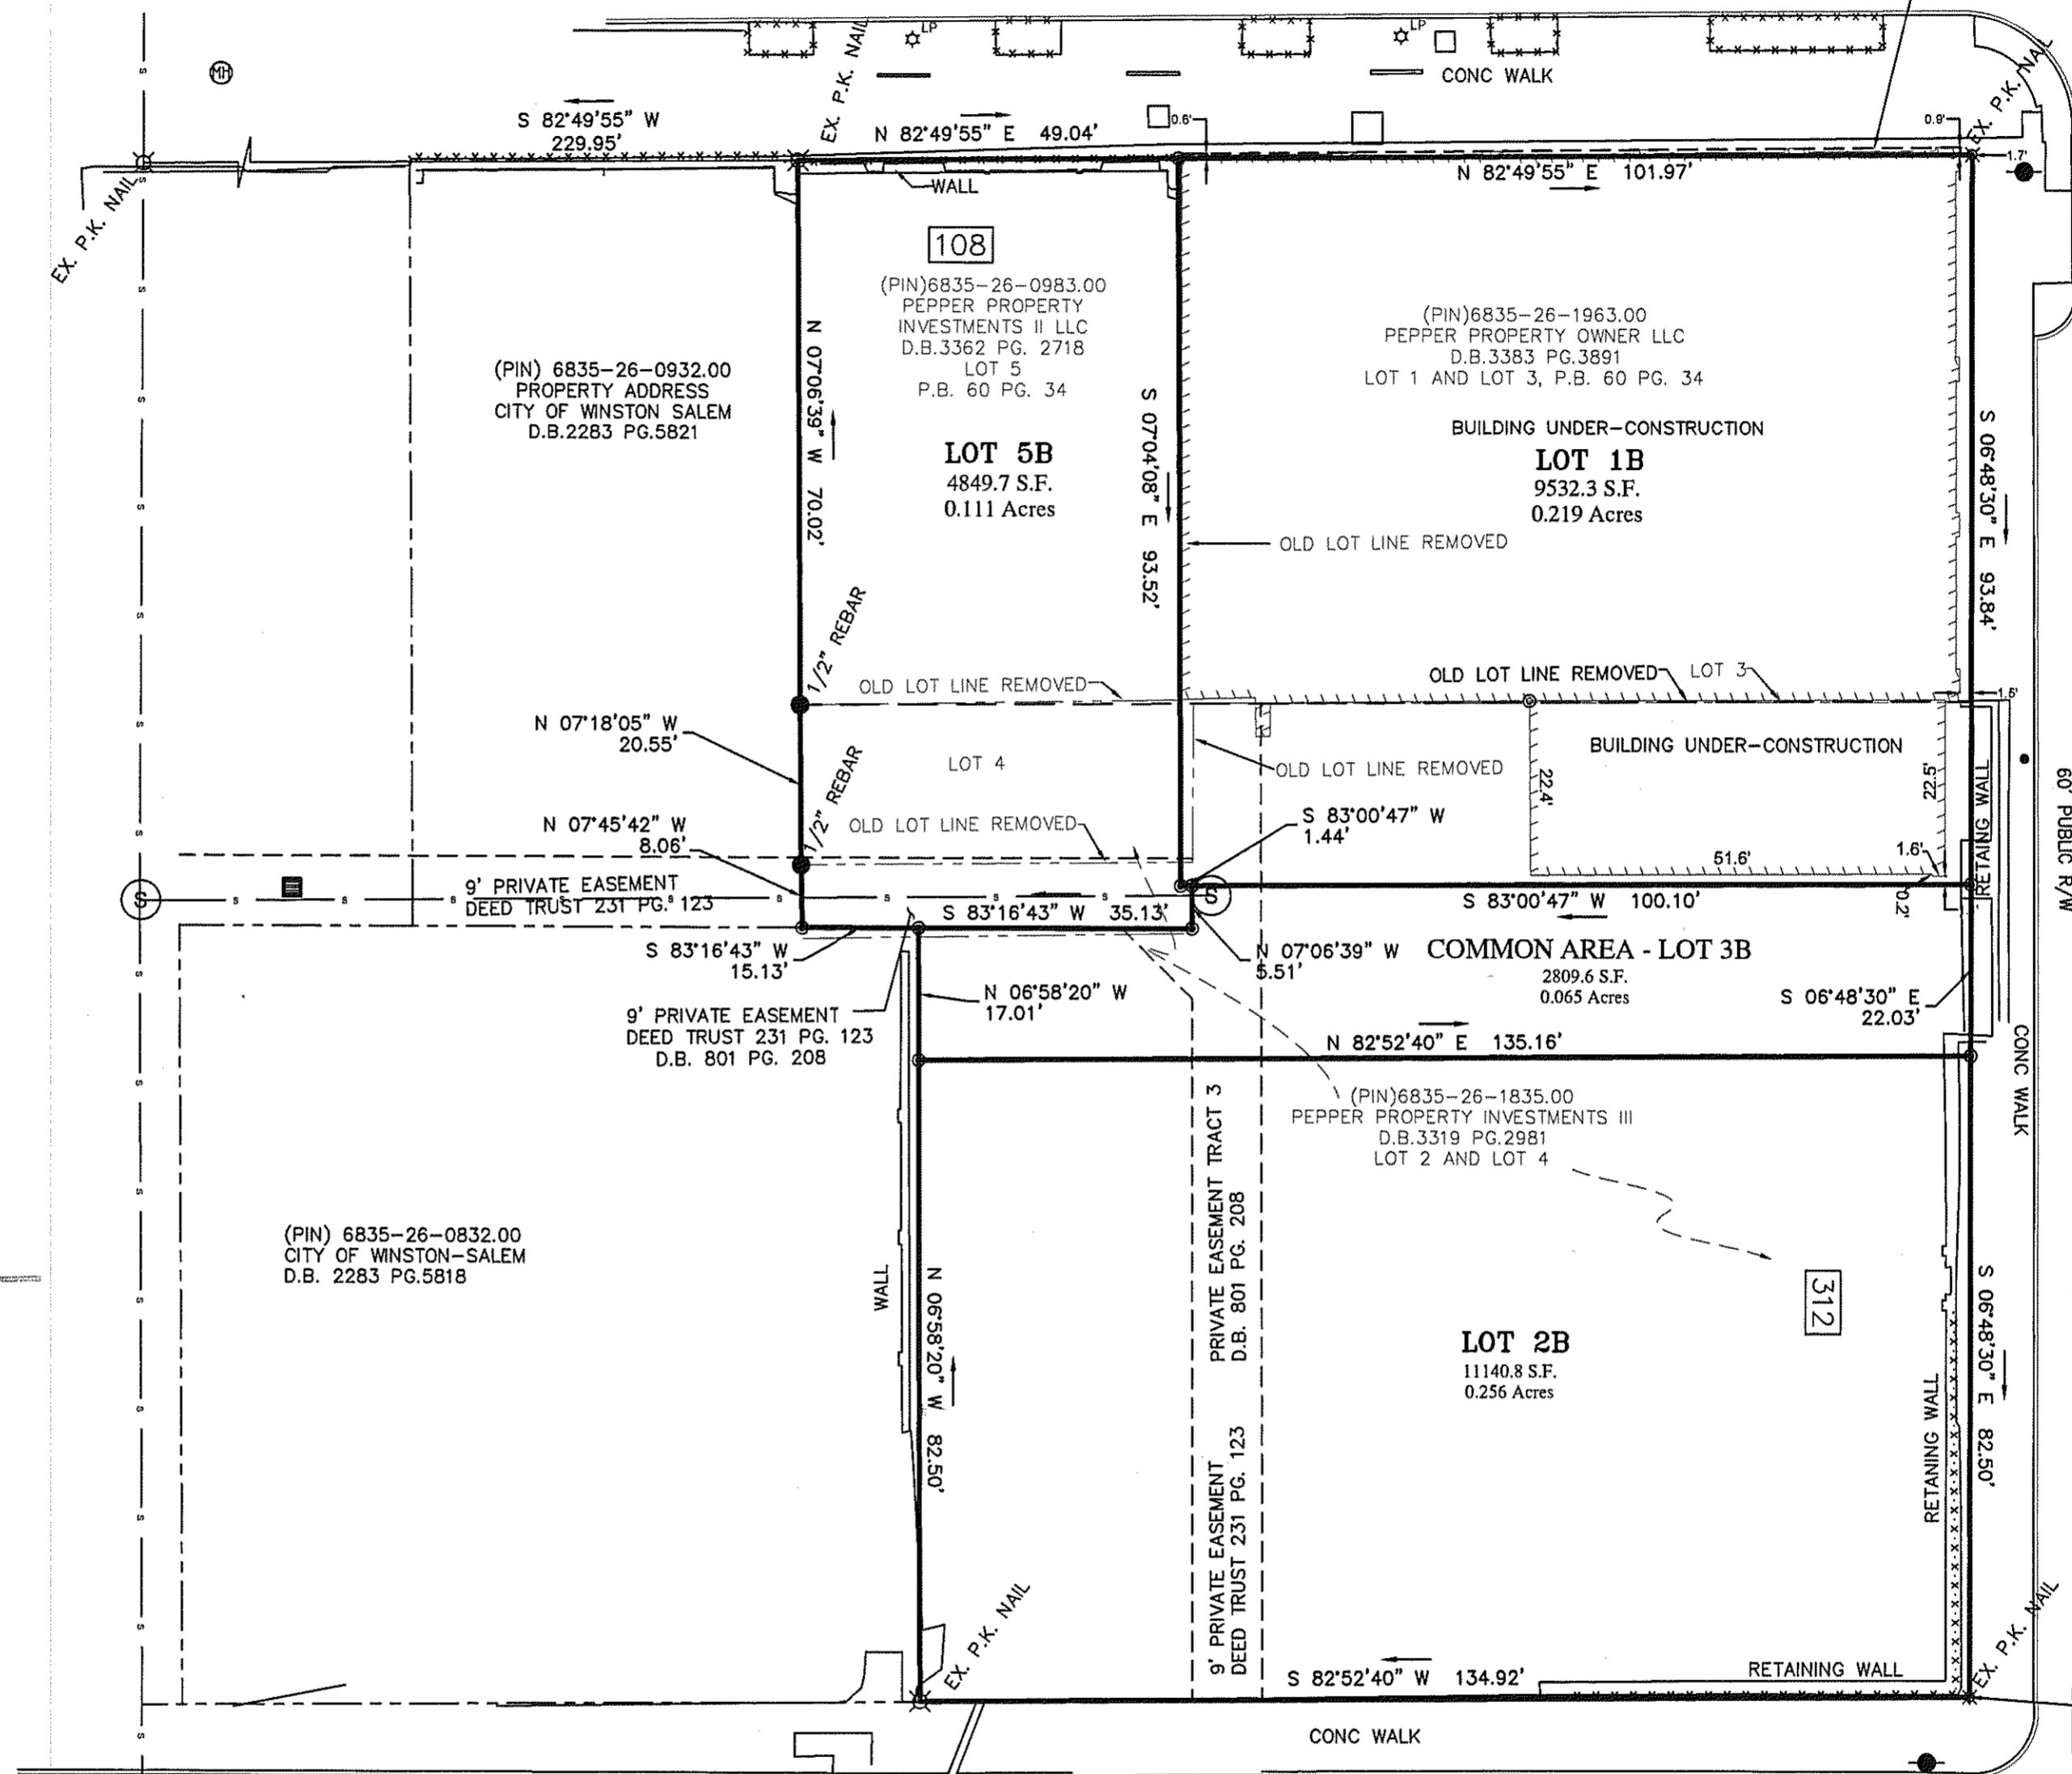 LP
LP
EX. P.K. NAIL
CONC WALK
EX. P.K. NAIL
MH
S 82°49'55" W
229.95'
N 82°49'55" E 49.04'
0.6'
0.9'
1.7'
N 82°49'55" E 101.97'
WALL
EX. P.K. NAIL
108
(PIN)6835-26-0983.00
PEPPER PROPERTY
INVESTMENTS II LLC
D.B.3362 PG. 2718
LOT 5
P.B. 60 PG. 34
LOT 5B
4849.7 S.F.
0.111 Acres
(PIN)6835-26-1963.00
PEPPER PROPERTY OWNER LLC
D.B.3383 PG.3891
LOT 1 AND LOT 3, P.B. 60 PG. 34
BUILDING UNDER-CONSTRUCTION
LOT 1B
9532.3 S.F.
0.219 Acres
(PIN) 6835-26-0932.00
PROPERTY ADDRESS
CITY OF WINSTON SALEM
D.B.2283 PG.5821
N 07°06'39" W 70.02'
S 07°04'08" E 93.52'
S 06°48'30" E 93.84'
OLD LOT LINE REMOVED
1/2" REBAR
OLD LOT LINE REMOVED
OLD LOT LINE REMOVED
LOT 3
1.5'
N 07°18'05" W
20.55'
LOT 4
OLD LOT LINE REMOVED
BUILDING UNDER-CONSTRUCTION
22.4'
22.5'
RETAINING WALL
60' PUBLIC R/W
1/2" REBAR
N 07°45'42" W
8.06'
OLD LOT LINE REMOVED
S 83°00'47" W
1.44'
51.6'
1.6'
0.2'
9' PRIVATE EASEMENT
DEED TRUST 231 PG. 123
S
S
S 83°16'43" W 35.13'
S 83°00'47" W 100.10'
S 83°16'43" W
15.13'
N 07°06'39" W
5.51'
COMMON AREA - LOT 3B
2809.6 S.F.
0.065 Acres
N 06°58'20" W
17.01'
S 06°48'30" E
22.03'
9' PRIVATE EASEMENT
DEED TRUST 231 PG. 123
D.B. 801 PG. 208
N 82°52'40" E 135.16'
CONC WALK
(PIN)6835-26-1835.00
PEPPER PROPERTY INVESTMENTS III
D.B.3319 PG.2981
LOT 2 AND LOT 4
PRIVATE EASEMENT TRACT 3
D.B. 801 PG. 208
(PIN) 6835-26-0832.00
CITY OF WINSTON-SALEM
D.B. 2283 PG.5818
WALL
N 06°58'20" W 82.50'
312
LOT 2B
11140.8 S.F.
0.256 Acres
S 06°48'30" E 82.50'
RETANING WALL
9' PRIVATE EASEMENT
DEED TRUST 231 PG. 123
EX. P.K. NAIL
EX. P.K. NAIL
S 82°52'40" W 134.92'
RETAINING WALL
CONC WALK